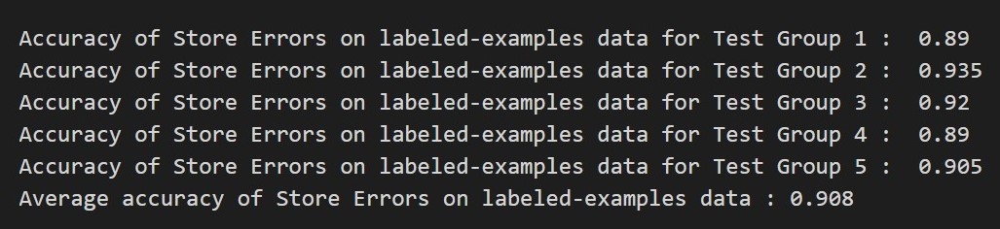 Accuracy of Store Errors on labeled-examples data for Test Group 1 :  0.89
Accuracy of Store Errors on labeled-examples data for Test Group 2 :  0.935
Accuracy of Store Errors on labeled-examples data for Test Group 3 :  0.92
Accuracy of Store Errors on labeled-examples data for Test Group 4 :  0.89
Accuracy of Store Errors on labeled-examples data for Test Group 5 :  0.905
Average accuracy of Store Errors on labeled-examples data : 0.908